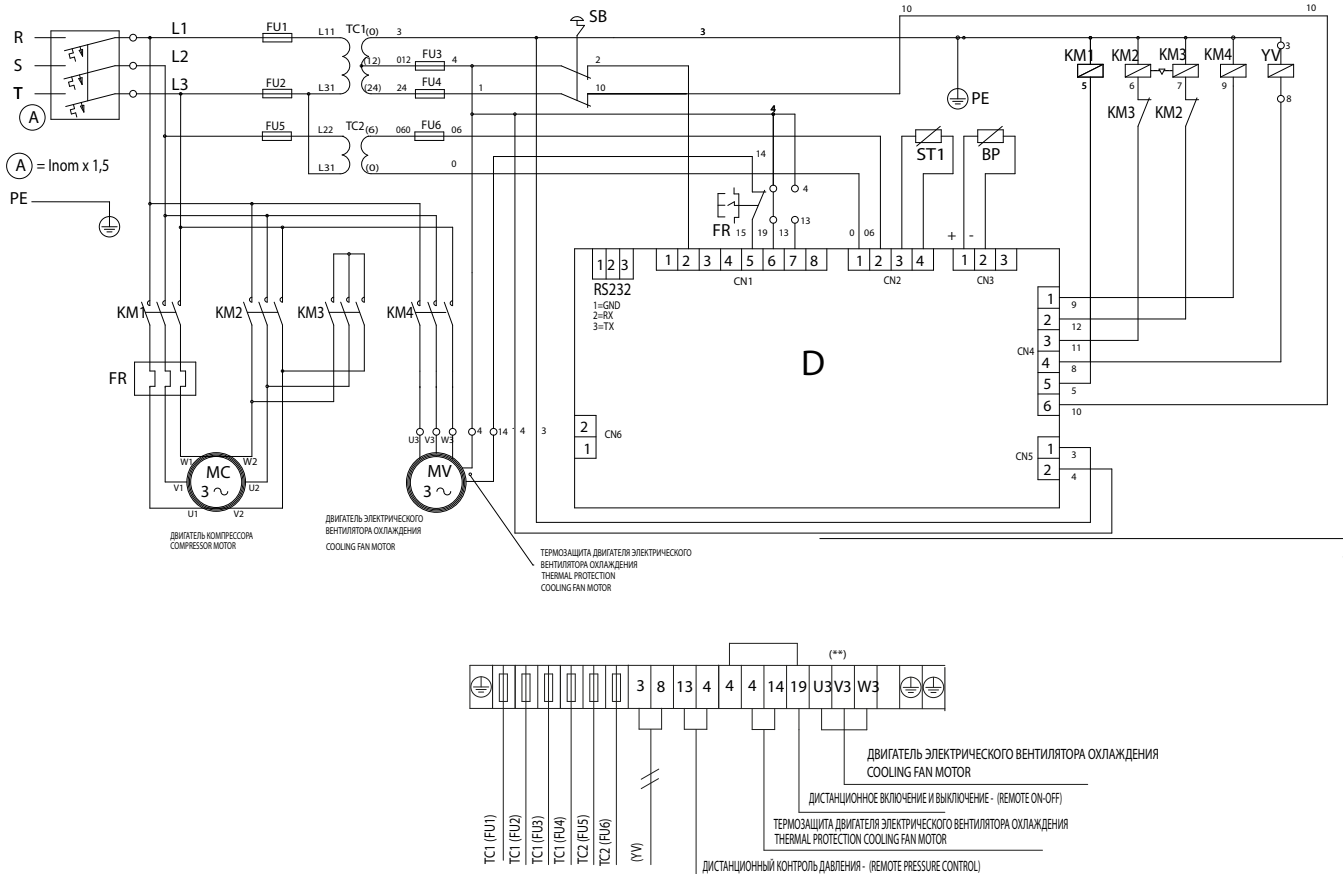 R L1 FU1 L11 TC1 (0) 3 SB 3 10 10
S L2 (12) 012 FU3 4 2 KM1 KM2 KM3 KM4 YV 3
T L3 FU2 L31 (24) 24 FU4 1 10 5 6 7 9 8
A PE KM3 KM2
FU5 L22 TC2 (6) 060 FU6 06 4 ST1 BP
A = Inom x 1,5 L31 (0) 0 14
PE 4
FR 15 19 13 13 0 06 + -
1 2 3 1 2 3 4 5 6 7 8 1 2 3 4 1 2 3
RS232 CN1 CN2 CN3
1=GND
2=RX
3=TX
KM1 KM2 KM3 KM4
D
CN4
1 9
2 12
3 11
4 8
5 5
6 10
FR
2 CN6
1
U3 V3 W3 4 14 4 3
CN5
1 3
2 4
W1 MC W2 MV
V1 3 U2 3
U1 V2
ДВИГАТЕЛЬ КОМПРЕССОРА
COMPRESSOR MOTOR
ДВИГАТЕЛЬ ЭЛЕКТРИЧЕСКОГО
ВЕНТИЛЯТОРА ОХЛАЖДЕНИЯ
COOLING FAN MOTOR
ТЕРМОЗАЩИТА ДВИГАТЕЛЯ ЭЛЕКТРИЧЕСКОГО
ВЕНТИЛЯТОРА ОХЛАЖДЕНИЯ
THERMAL PROTECTION
COOLING FAN MOTOR
(**)
3 8 13 4 4 4 14 19 U3 V3 W3
TC1 (FU1)
TC1 (FU2)
TC1 (FU3)
TC1 (FU4)
TC2 (FU5)
TC2 (FU6)
(YV)
ДВИГАТЕЛЬ ЭЛЕКТРИЧЕСКОГО ВЕНТИЛЯТОРА ОХЛАЖДЕНИЯ
COOLING FAN MOTOR
ДИСТАНЦИОННОЕ ВКЛЮЧЕНИЕ И ВЫКЛЮЧЕНИЕ - (REMOTE ON-OFF)
ТЕРМОЗАЩИТА ДВИГАТЕЛЯ ЭЛЕКТРИЧЕСКОГО ВЕНТИЛЯТОРА ОХЛАЖДЕНИЯ
THERMAL PROTECTION COOLING FAN MOTOR
ДИСТАНЦИОННЫЙ КОНТРОЛЬ ДАВЛЕНИЯ - (REMOTE PRESSURE CONTROL)